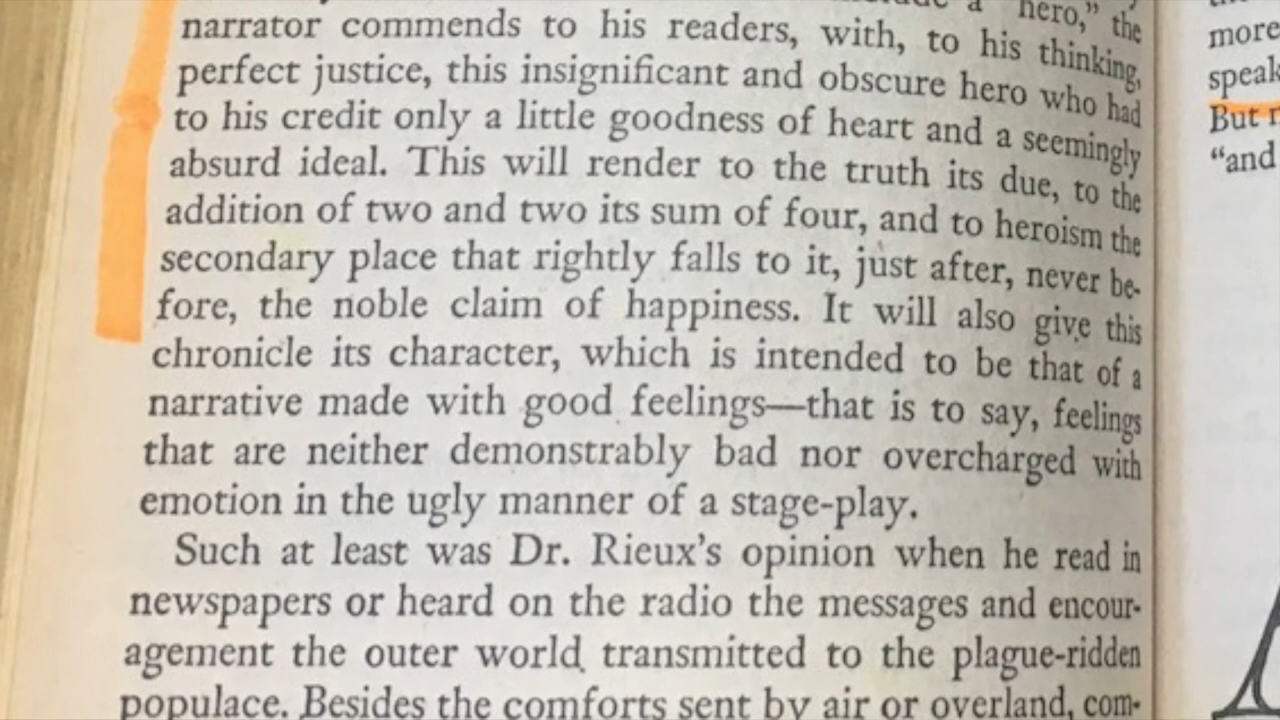 a "hero," the
narrator commends to his readers, with, to his thinking,
perfect justice, this insignificant and obscure hero who had
to his credit only a little goodness of heart and a seemingly
absurd ideal. This will render to the truth its due, to the
addition of two and two its sum of four, and to heroism the
secondary place that rightly falls to it, just after, never be-
fore, the noble claim of happiness. It will also give this
chronicle its character, which is intended to be that of a
narrative made with good feelings—that is to say, feelings
that are neither demonstrably bad nor overcharged with
emotion in the ugly manner of a stage-play.
Such at least was Dr. Rieux's opinion when he read in
newspapers or heard on the radio the messages and encour-
agement the outer world transmitted to the plague-ridden
populace. Besides the comforts sent by air or overland, com-
more
speak
But
"and